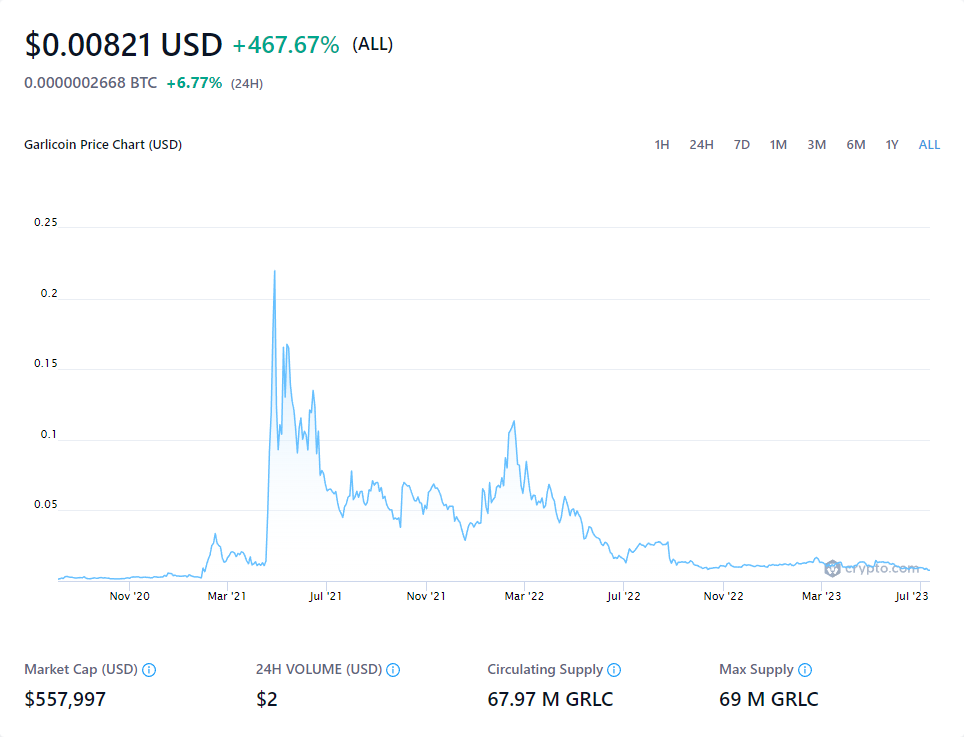 $0.00821 USD +467.67% (ALL)
0.0000002668 BTC +6.77% (24H)
Garlicoin Price Chart (USD) 1H 24H 7D 1M 3M 6M 1Y ALL
0.25
0.2
0.15
0.1
0.05
crypto.com
Nov '20 Mar '21 Jul '21 Nov '21 Mar '22 Jul '22 Nov '22 Mar '23 Jul '23
Market Cap (USD) 24H VOLUME (USD) Circulating Supply Max Supply
$557,997 $2 67.97 M GRLC 69 M GRLC